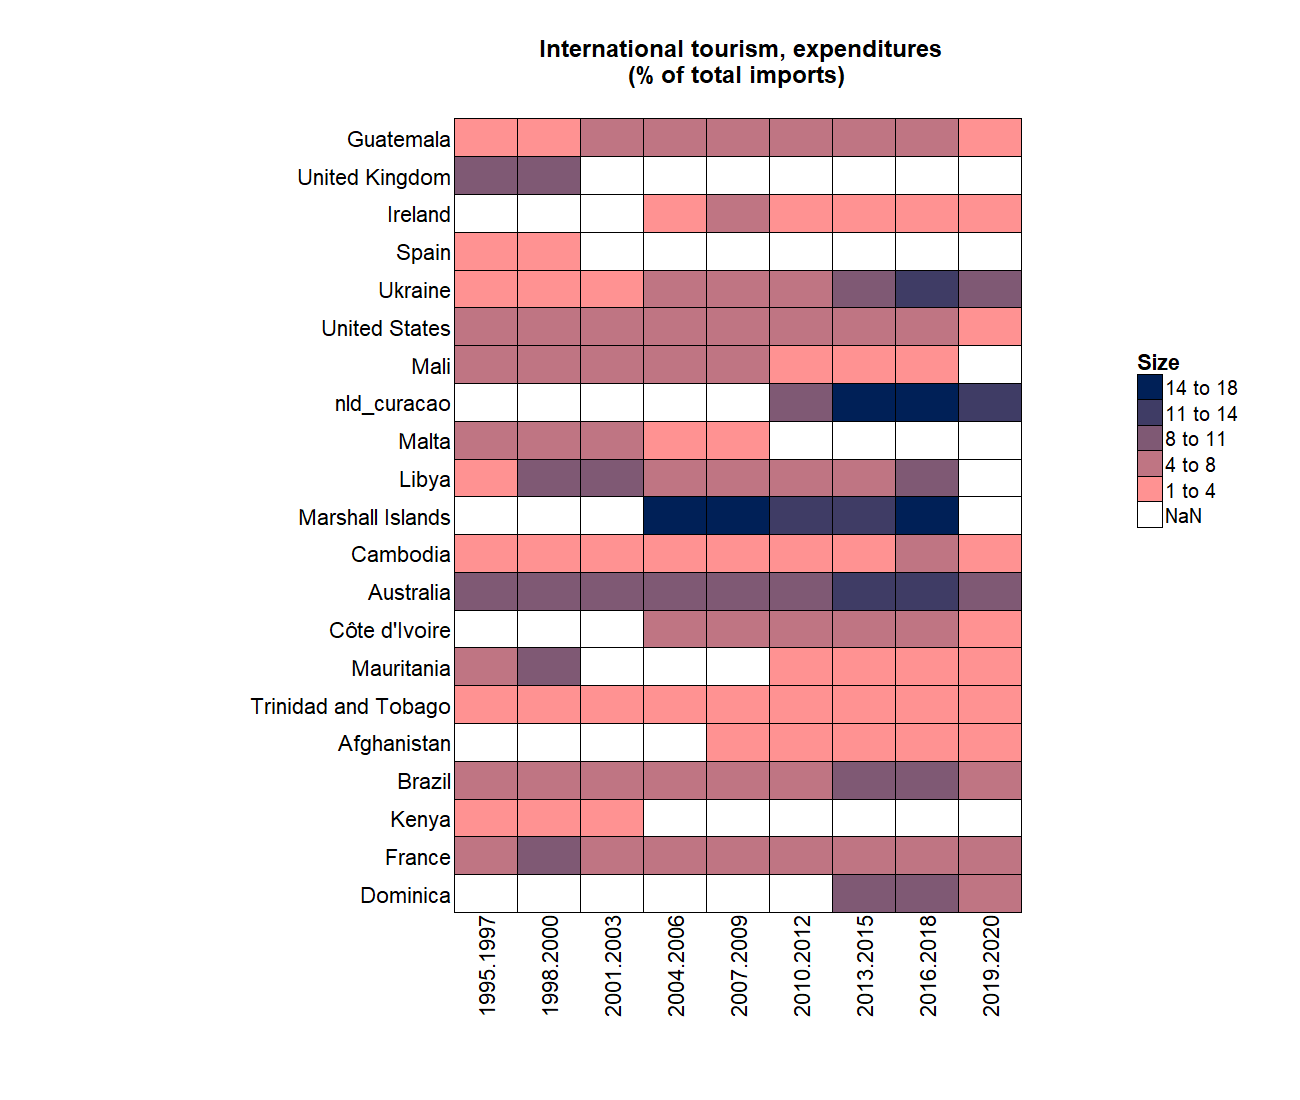 International tourism, expenditures
(% of total imports)
Guatemala
United Kingdom
Ireland
Spain
Ukraine
United States
Mali
nld_curacao
Malta
Libya
Marshall Islands
Cambodia
Australia
Côte d'Ivoire
Mauritania
Trinidad and Tobago
Afghanistan
Brazil
Kenya
France
Dominica
1995.1997
1998.2000
2001.2003
2004.2006
2007.2009
2010.2012
2013.2015
2016.2018
2019.2020
Size
14 to 18
11 to 14
8 to 11
4 to 8
1 to 4
NaN